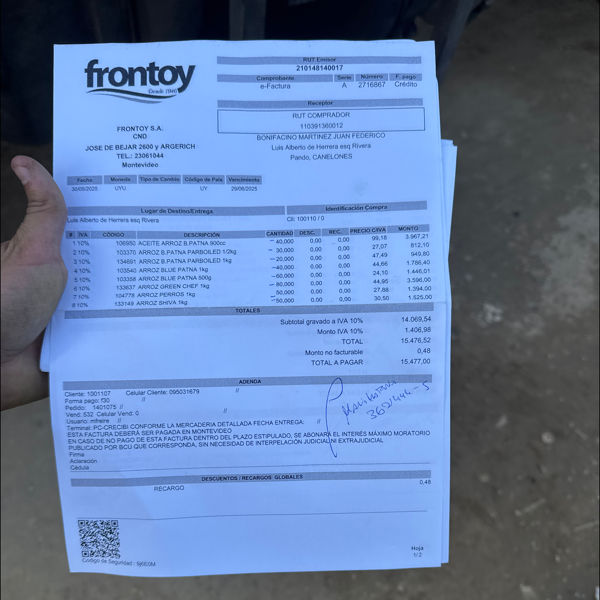 frontoy
Desde 1940
RUT Emisor
210148140017
Comprobante Serie Número F. pago
e-Factura A 2716867 Crédito
Receptor
RUT COMPRADOR
110391360012
BONIFACINO MARTINEZ JUAN FEDERICO
Luis Alberto de Herrera esq Rivera
Pando, CANELONES
FRONTOY S.A.
CND
JOSE DE BEJAR 2600 y ARGERICH
TEL.: 23061044
Montevideo
Fecha Moneda Tipo de Cambio Código de País Vencimiento
UYU UY 29/06/2025
Lugar de Destino/Entrega Identificación Compra
Luis Alberto de Herrera esq Rivera Cli: 100110 / 0
# IVA CÓDIGO DESCRIPCIÓN CANTIDAD DESC. REC. PRECIO C/IVA MONTO
1 10% 106950 ACEITE ARROZ B.PATNA 900cc 40,000 0,00 0,00 99,18 3.967,21
2 10% 103370 ARROZ B.PATNA PARBOILED 1/2kg 30,000 0,00 0,00 27,07 812,10
3 10% 134691 ARROZ B.PATNA PARBOILED 1kg 20,000 0,00 0,00 47,49 949,80
4 10% 103540 ARROZ BLUE PATNA 1kg 40,000 0,00 0,00 44,66 1.786,40
5 10% 103358 ARROZ BLUE PATNA 500g 60,000 0,00 0,00 24,10 1.446,01
6 10% 133637 ARROZ GREEN CHEF 1kg 80,000 0,00 0,00 44,95 3.596,00
7 10% 104778 ARROZ PERROS 1kg 50,000 0,00 0,00 27,88 1.394,00
8 10% 133149 ARROZ SHIVA 1kg 50,000 0,00 0,00 30,50 1.525,00
TOTALES
Subtotal gravado a IVA 10% 14.069,54
Monto IVA 10% 1.406,98
TOTAL 15.476,52
Monto no facturable 0,48
TOTAL A PAGAR 15.477,00
ADENDA
Cliente: 1001107 Celular Cliente: 095031679 //
Forma pago: f30 //
Pedido: 1401075 //
Vend: 532 Celular Vend: 0 //
Usuario: mfreire //
Terminal: PC-CRECIBI CONFORME LA MERCADERIA DETALLADA FECHA ENTREGA: //
ESTA FACTURA DEBERÁ SER PAGADA EN MONTEVIDEO
EN CASO DE NO PAGO DE ESTA FACTURA DENTRO DEL PLAZO ESTIPULADO, SE ABONARÁ EL INTERÉS MÁXIMO MORATORIO
PUBLICADO POR BCU QUE CORRESPONDA, SIN NECESIDAD DE INTERPELACIÓN JUDICIAL NI EXTRAJUDICIAL
Firma
Aclaración
Cédula
DESCUENTOS / RECARGOS GLOBALES
RECARGO 0,48
Hoja
1/2
Código de Seguridad :